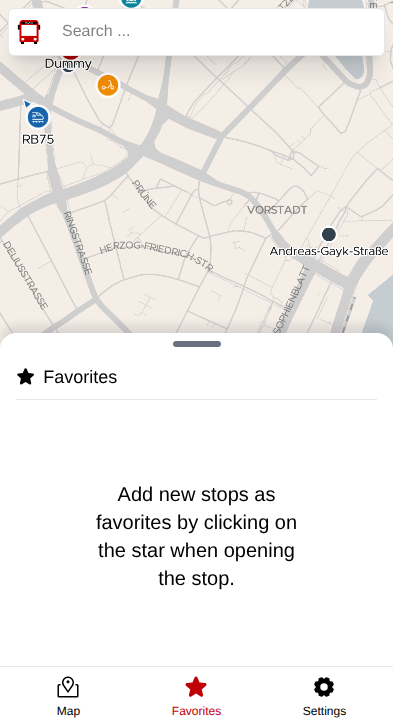 Search ...
Dummy
RB75
PRÜNE
VORSTADT
RINGSTRASSE
Andreas-Gayk-Straße
HERZOG-FRIEDRICH-STR.
DELIUSSTRASSE
SOPHIENBLATT
Favorites
Add new stops as
favorites by clicking on
the star when opening
the stop.
Map
Favorites
Settings